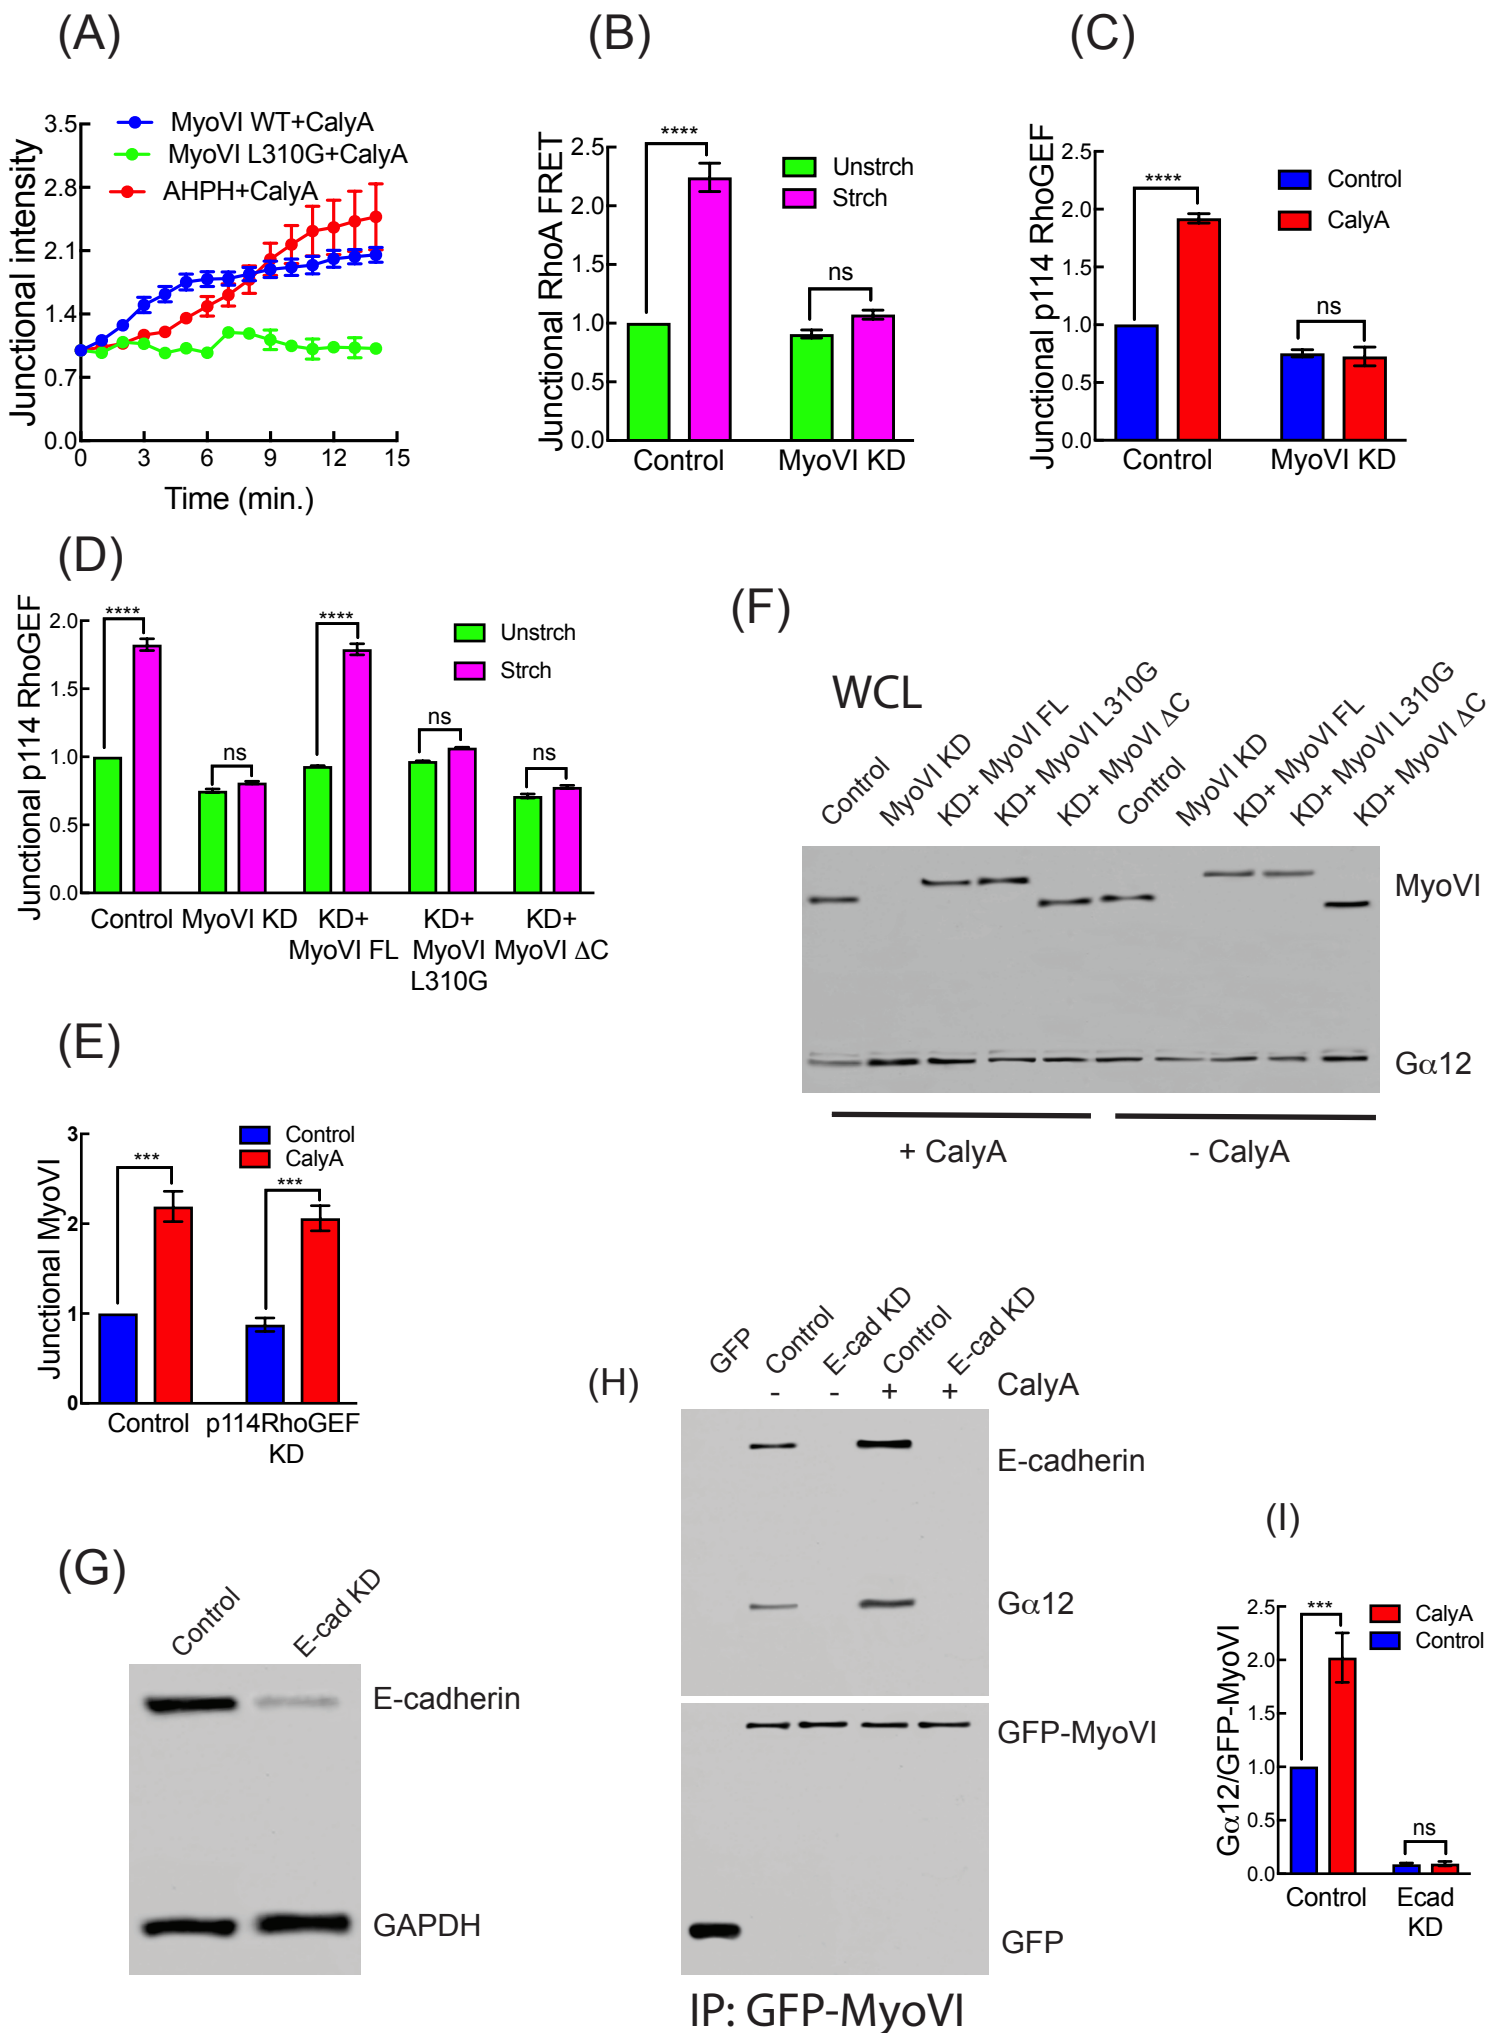 (A)
Junctional intensity
3.5
2.8
2.1
1.4
0.7
0.0
MyoVI WT+CalyA
MyoVI L310G+CalyA
AHPH+CalyA
0 3 6 9 12 15
Time (min.)
(B)
Junctional RhoA FRET
2.5
2.0
1.5
1.0
0.5
0.0
****
ns
Unstrch
Strch
Control MyoVI KD
(C)
Junctional p114 RhoGEF
2.5
2.0
1.5
1.0
0.5
0.0
****
ns
Control
CalyA
Control MyoVI KD
(D)
Junctional p114 RhoGEF
2.0
1.5
1.0
0.5
0.0
****
ns
****
ns
ns
Unstrch
Strch
Control MyoVI KD KD+ KD+ KD+
MyoVI FL MyoVI MyoVI ΔC
L310G
(E)
Junctional MyoVI
3
2
1
0
***
***
Control
CalyA
Control p114RhoGEF
KD
(F)
WCL
Control
MyoVI KD
KD+ MyoVI FL
KD+ MyoVI L310G
KD+ MyoVI ΔC
Control
MyoVI KD
KD+ MyoVI FL
KD+ MyoVI L310G
KD+ MyoVI ΔC
MyoVI
Gα12
+ CalyA - CalyA
(G)
Control
E-cad KD
E-cadherin
GAPDH
(H)
GFP
Control
E-cad KD
Control
E-cad KD
- - + + CalyA
E-cadherin
Gα12
GFP-MyoVI
GFP
IP: GFP-MyoVI
(I)
Gα12/GFP-MyoVI
2.5
2.0
1.5
1.0
0.5
0.0
***
ns
CalyA
Control
Control Ecad
KD